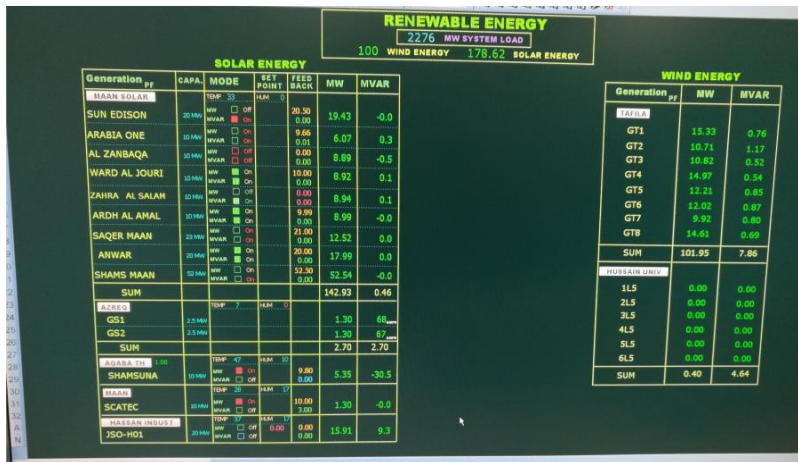 RENEWABLE ENERGY
2276 MW SYSTEM LOAD
100 WIND ENERGY 178.62 SOLAR ENERGY
SOLAR ENERGY
Generation PF CAPA. MODE SET POINT FEED BACK MW MVAR
MAAN SOLAR TEMP 33 HUM 0
SUN EDISON 20 MW MW Off 20.50 19.43 -0.0
MVAR On 0.00
ARABIA ONE 10 MW MW On 9.66 6.07 0.3
MVAR On 0.01
AL ZANBAQA 10 MW MW Off 0.00 8.89 -0.5
MVAR Off 0.00
WARD AL JOURI 10 MW MW On 10.00 8.92 0.1
MVAR On 0.00
ZAHRA AL SALAM 10 MW MW Off 0.00 8.94 0.1
MVAR On 0.00
ARDH AL AMAL 10 MW MW On 9.99 8.99 -0.0
MVAR On 0.00
SAQER MAAN 23 MW MW On 21.00 12.52 0.0
MVAR On 0.00
ANWAR 20 MW MW On 20.00 17.99 0.0
MVAR On 0.00
SHAMS MAAN 52 MW MW On 52.50 52.54 -0.0
MVAR On 0.00
SUM 142.93 0.46
AZREQ TEMP 7 HUM 0
GS1 2.5 MW 1.30 68
GS2 2.5 MW 1.30 67
SUM 2.70 2.70
AQABA TH 1.00 TEMP 47 HUM 10
SHAMSUNA 10 MW MW On 9.80 5.35 -30.5
MVAR Off 0.00
MAAN TEMP 28 HUM 17
SCATEC 10 MW MW On 10.00 1.30 -0.0
MVAR Off 3.00
HASSAN INDUST TEMP 37 HUM 17
JSO-H01 20 MW MW Off 0.00 0.00 15.91 9.3
MVAR Off 0.00
WIND ENERGY
Generation PF MW MVAR
TAFILA
GT1 15.33 0.76
GT2 10.71 1.17
GT3 10.82 0.52
GT4 14.97 0.54
GT5 12.21 0.85
GT6 12.02 0.87
GT7 9.92 0.80
GT8 14.61 0.69
SUM 101.95 7.86
HUSSAIN UNIV
1L5 0.00 0.00
2L5 0.00 0.00
3L5 0.00 0.00
4L5 0.00 0.00
5L5 0.00 0.00
6L5 0.00 0.00
SUM 0.40 4.64